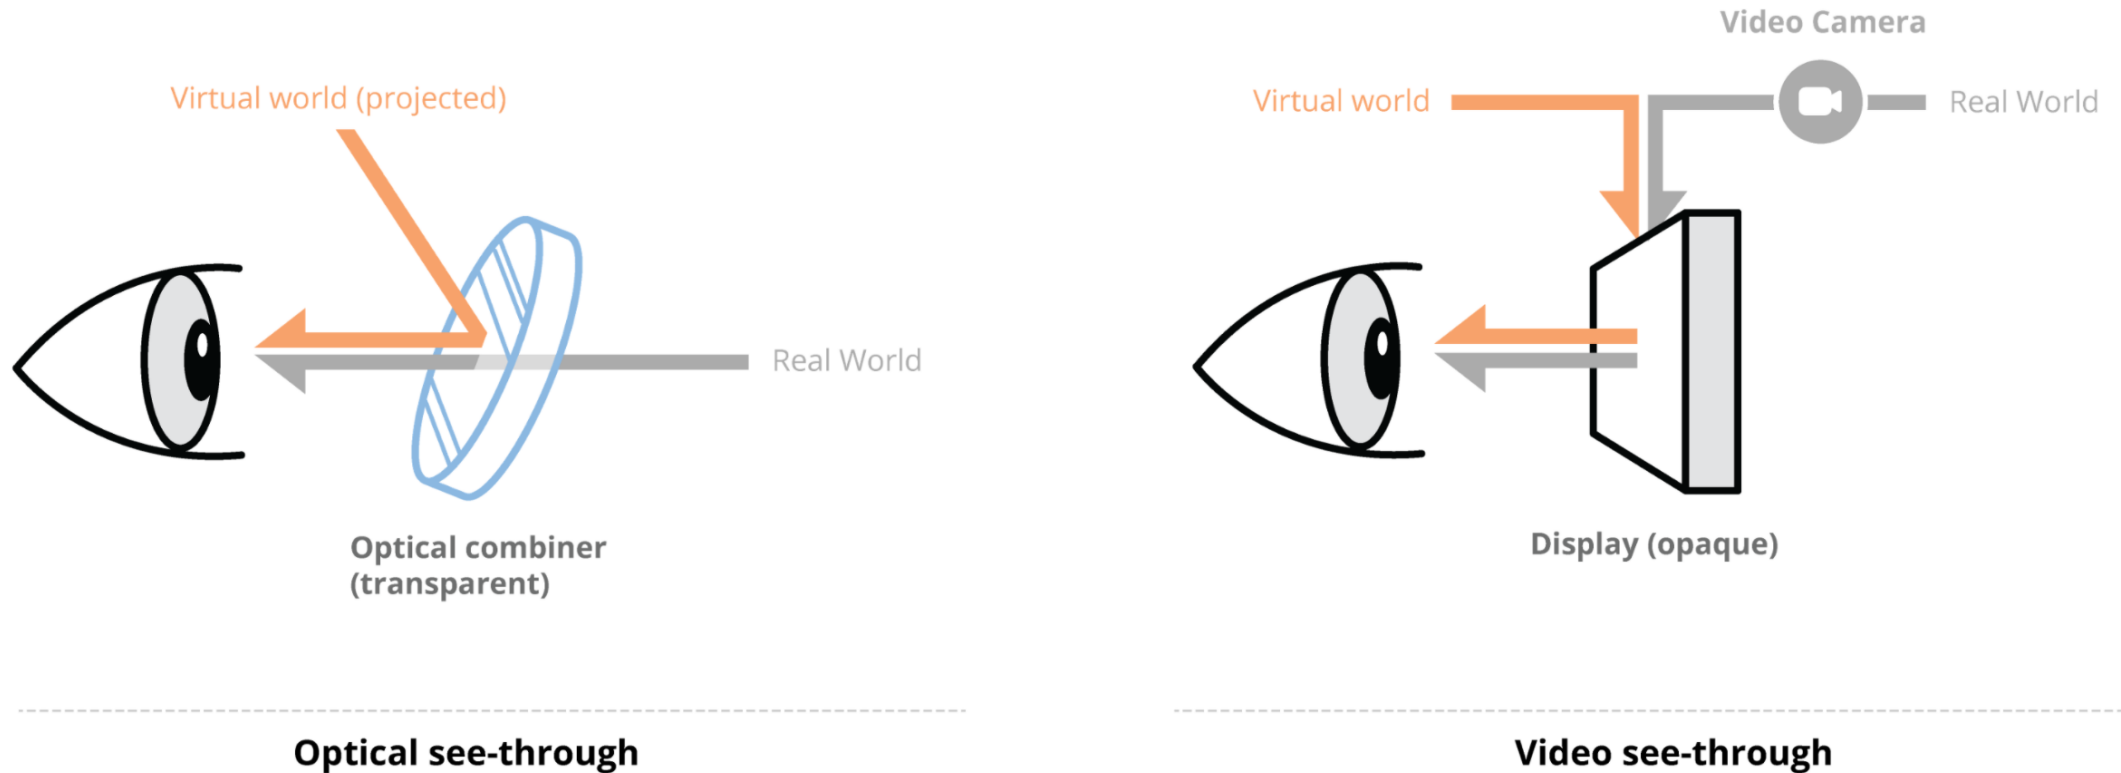 Virtual world (projected)
Real World
Optical combiner
(transparent)
Optical see-through
Video Camera
Virtual world
Real World
Display (opaque)
Video see-through